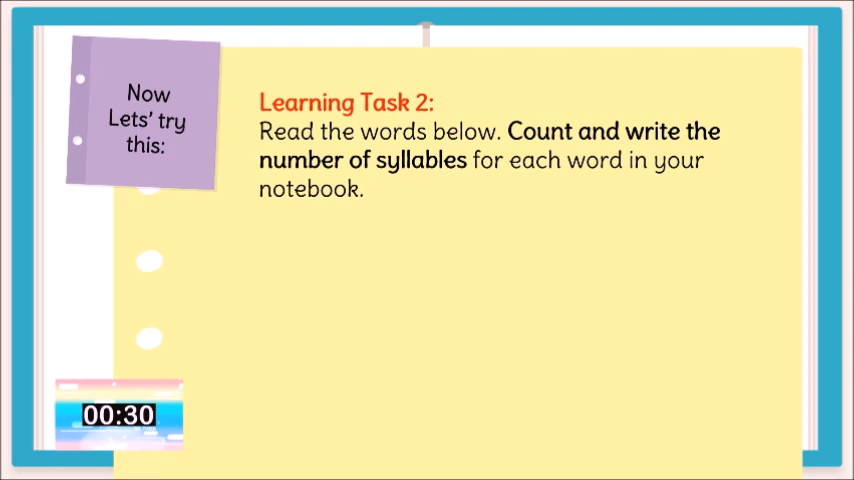 Now
Lets' try
this:
Learning Task 2:
Read the words below. Count and write the
number of syllables for each word in your
notebook.
00:30